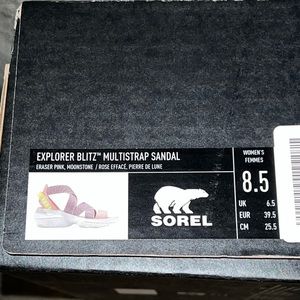 EXPLORER BLITZ™ MULTISTRAP SANDAL
ERASER PINK, MOONSTONE / ROSE EFFACÉ, PIERRE DE LUNE
SOREL
WOMEN'S
FEMMES
8.5
UK 6.5
EUR 39.5
CM 25.5